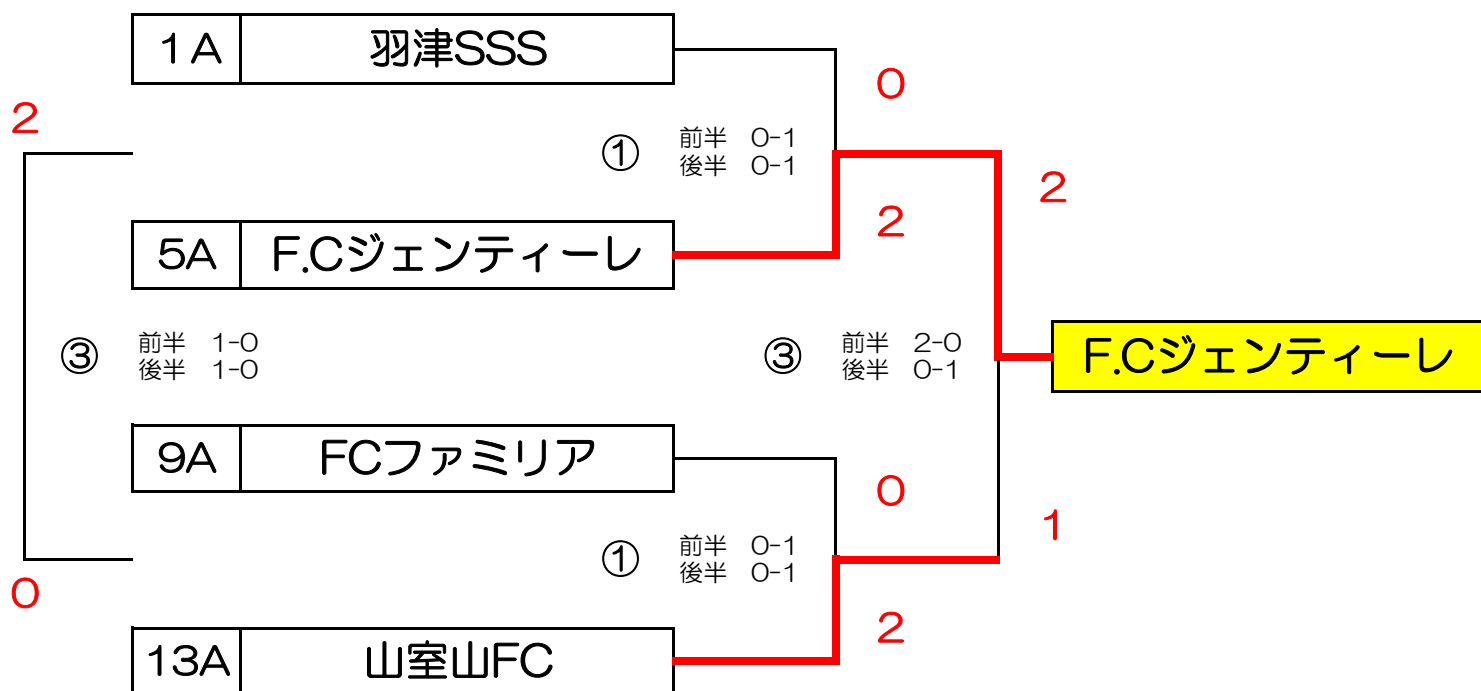 1A 羽津SSS
0
2
① 前半 0-1
後半 0-1
2
2
5A F.Cジェンティーレ
③ 前半 1-0
後半 1-0
③ 前半 2-0
後半 0-1
F.Cジェンティーレ
9A FCファミリア
0
1
① 前半 0-1
後半 0-1
0
2
13A 山室山FC